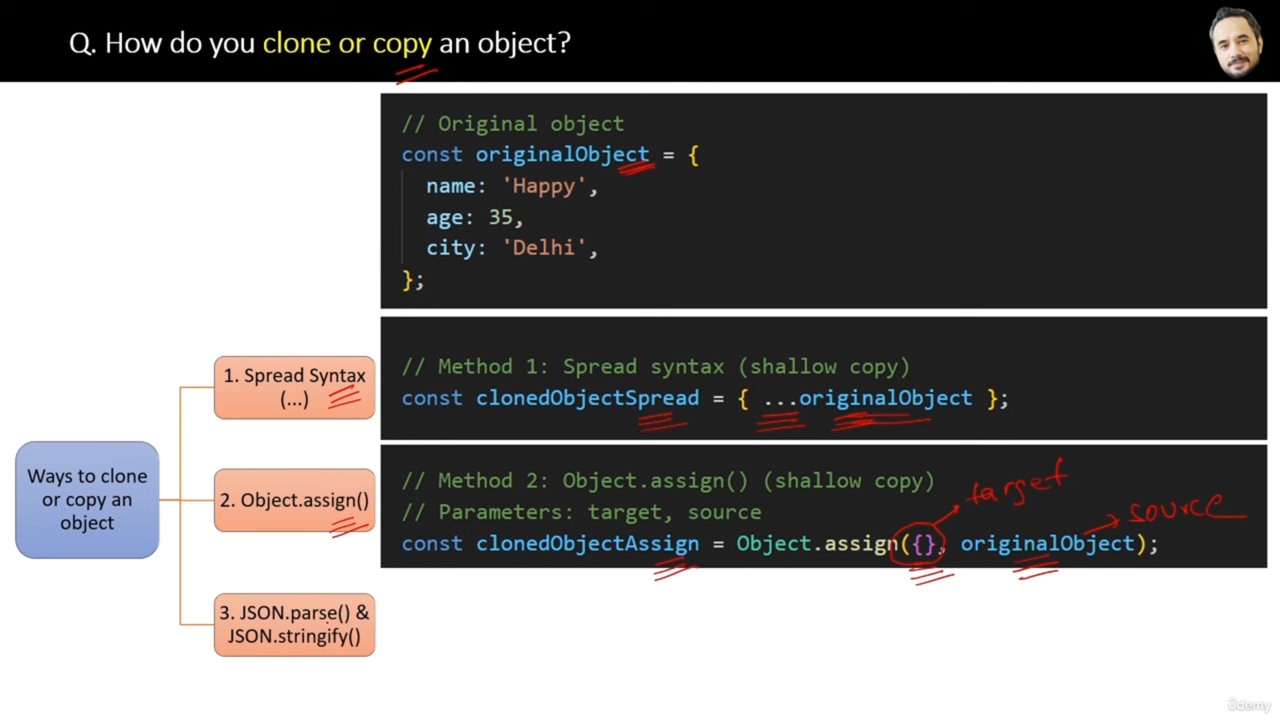 Q. How do you clone or copy an object?
// Original object
const originalObject = {
name: 'Happy',
age: 35,
city: 'Delhi',
};
// Method 1: Spread syntax (shallow copy)
const clonedObjectSpread = { ...originalObject };
// Method 2: Object.assign() (shallow copy)
// Parameters: target, source
const clonedObjectAssign = Object.assign({}, originalObject);
target
source
Ways to clone
or copy an
object
1. Spread Syntax
(...)
2. Object.assign()
3. JSON.parse() &
JSON.stringify()
ûdemy